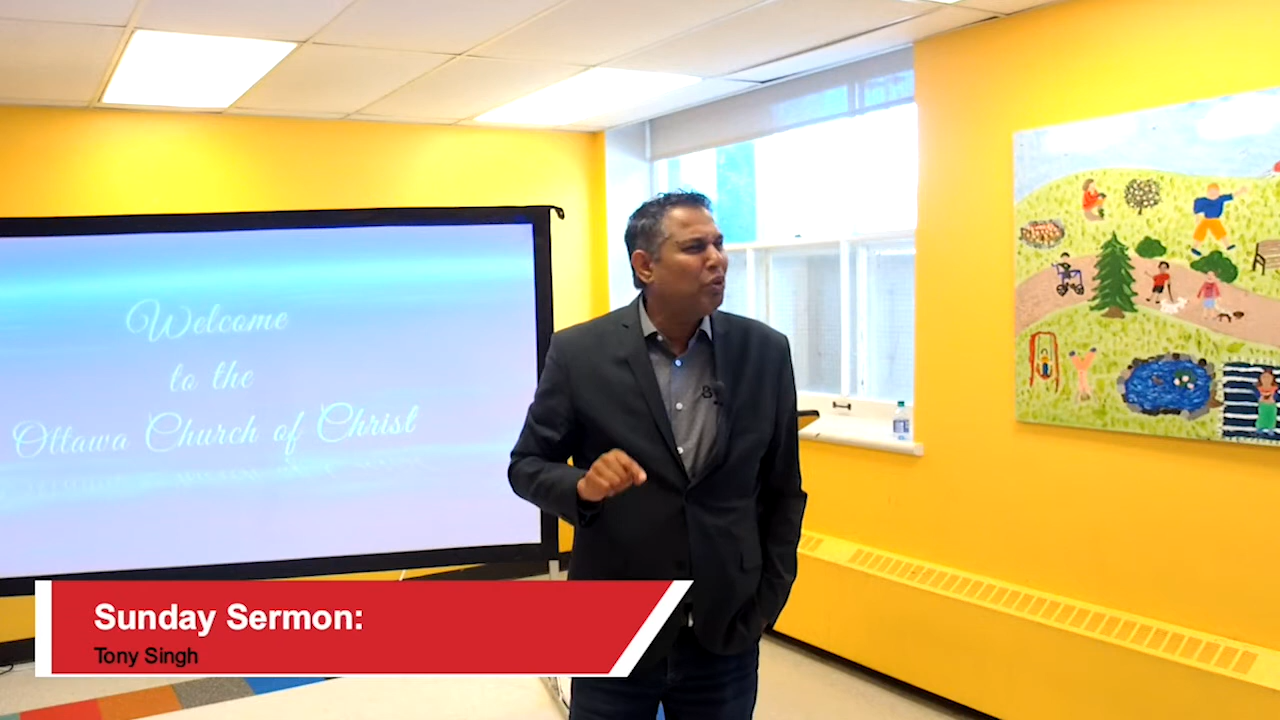 Welcome
to the
Ottawa Church of Christ
Sunday Sermon:
Tony Singh